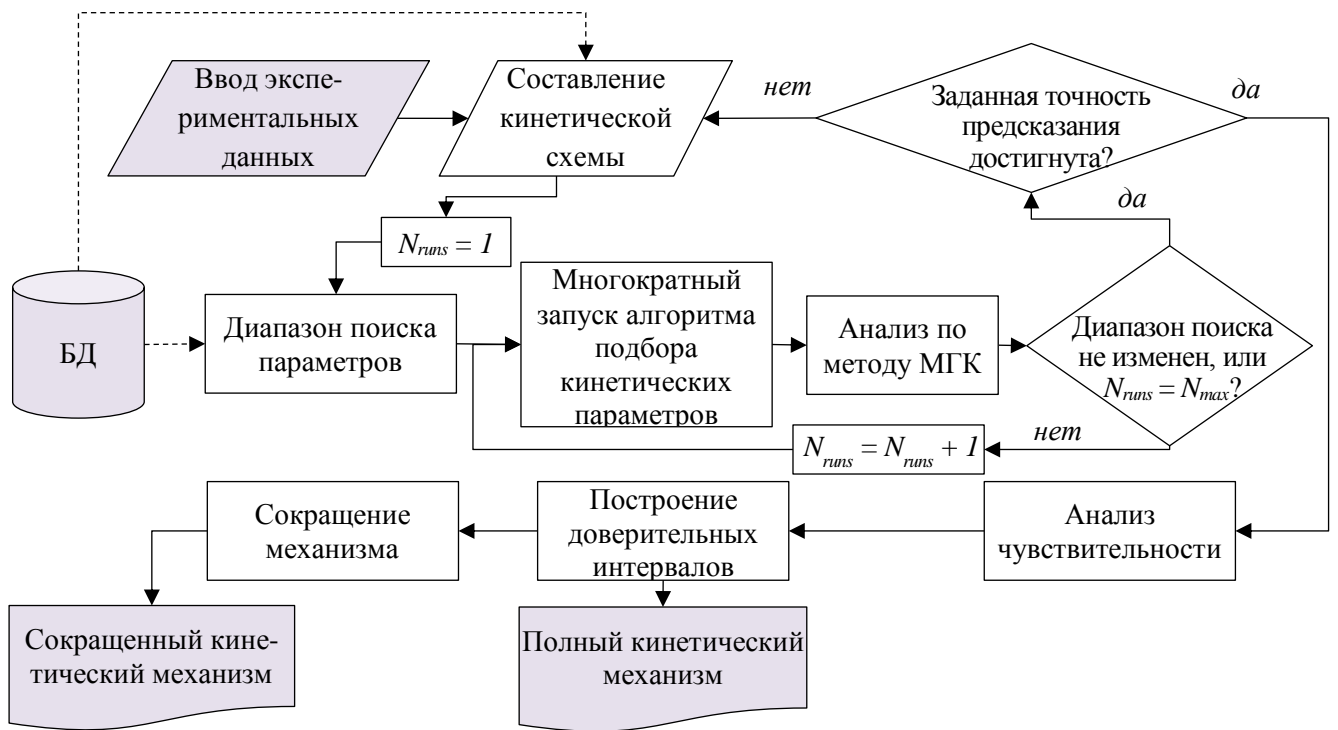 Ввод экспе-
риментальных
данных
Составление
кинетической
схемы
нет
Заданная точность
предсказания
достигнута?
да
да
N_runs = 1
БД
Диапазон поиска
параметров
Многократный
запуск алгоритма
подбора
кинетических
параметров
Анализ по
методу МГК
Диапазон поиска
не изменен, или
N_runs = N_max?
нет
N_runs = N_runs + 1
Сокращение
механизма
Построение
доверительных
интервалов
Анализ
чувствительности
Сокращенный кине-
тический механизм
Полный кинетический
механизм